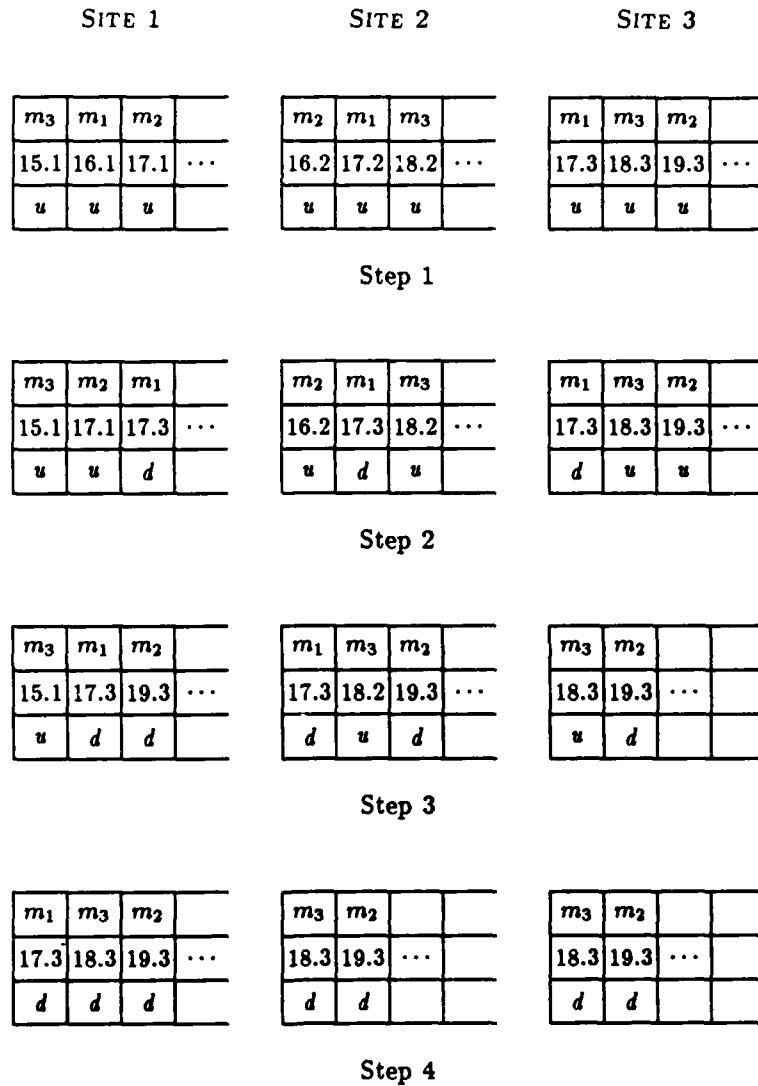 SITE 1 SITE 2 SITE 3
m₃ m₁ m₂ m₂ m₁ m₃ m₁ m₃ m₂
15.1 16.1 17.1 ··· 16.2 17.2 18.2 ··· 17.3 18.3 19.3 ···
u u u u u u u u u
Step 1
m₃ m₂ m₁ m₂ m₁ m₃ m₁ m₃ m₂
15.1 17.1 17.3 ··· 16.2 17.3 18.2 ··· 17.3 18.3 19.3 ···
u u d u d u d u u
Step 2
m₃ m₁ m₂ m₁ m₃ m₂ m₃ m₂
15.1 17.3 19.3 ··· 17.3 18.2 19.3 ··· 18.3 19.3 ···
u d d d u d u d
Step 3
m₁ m₃ m₂ m₃ m₂ m₃ m₂
17.3 18.3 19.3 ··· 18.3 19.3 ··· 18.3 19.3 ···
d d d d d d d
Step 4